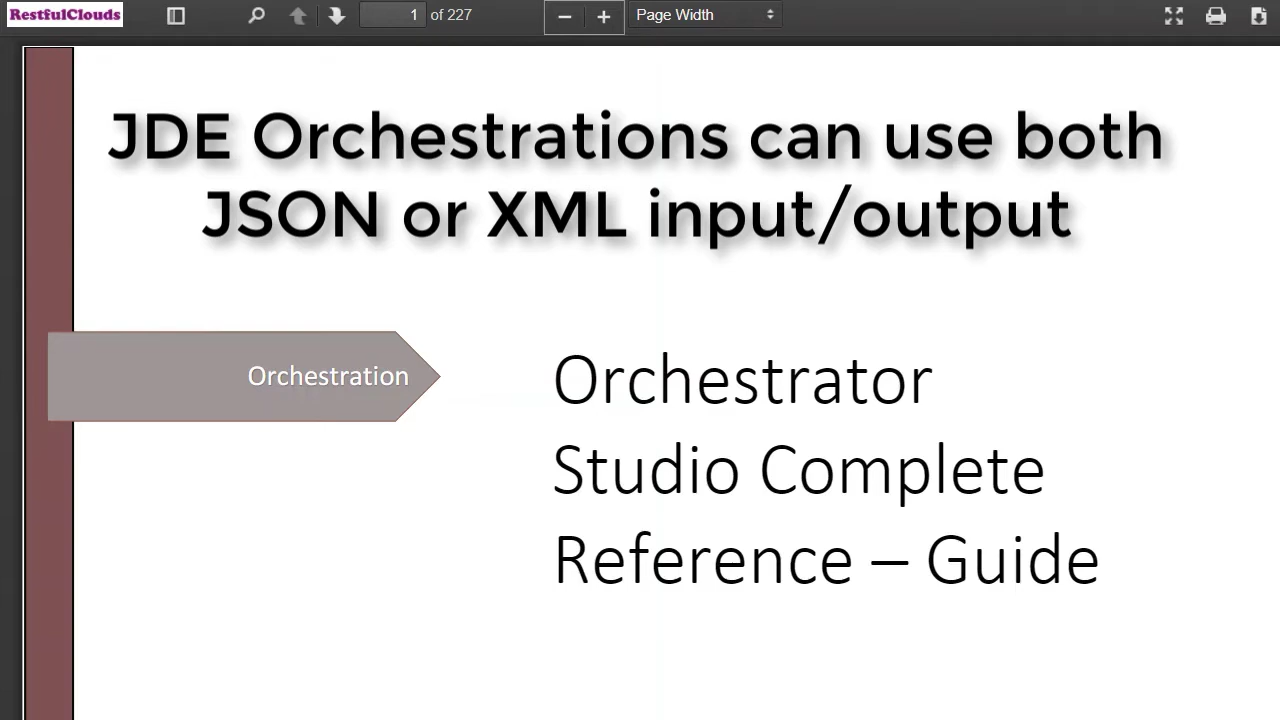 RestfulClouds
1 of 227
Page Width
JDE Orchestrations can use both
JSON or XML input/output
Orchestration
Orchestrator
Studio Complete
Reference – Guide